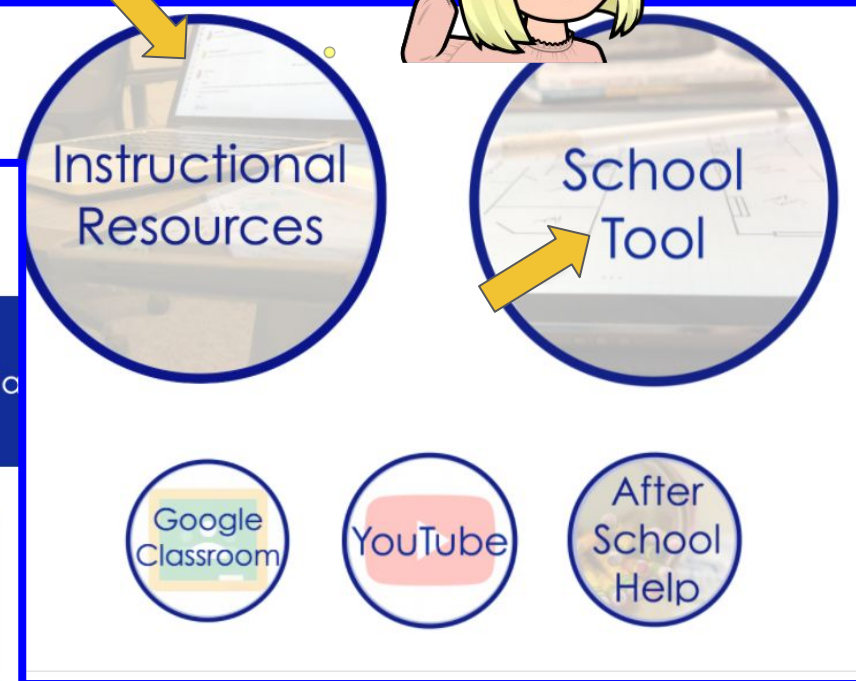 Instructional
Resources
School
Tool
Google
Classroom
YouTube
After
School
Help